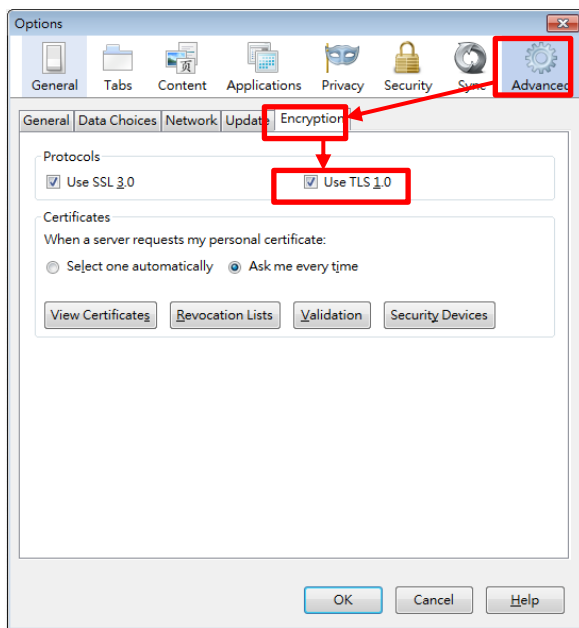 Options
General Tabs Content Applications Privacy Security Sync Advanced
General Data Choices Network Update Encryption
Protocols
Use SSL 3.0 Use TLS 1.0
Certificates
When a server requests my personal certificate:
Select one automatically Ask me every time
View Certificates Revocation Lists Validation Security Devices
OK Cancel Help